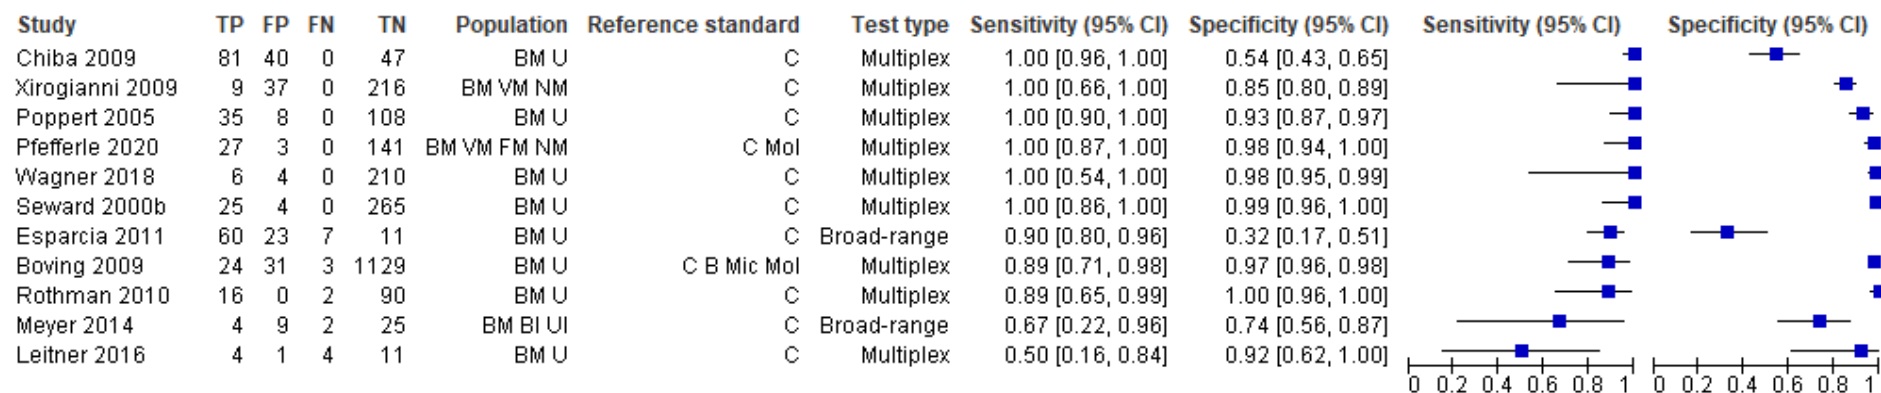 Study TP FP FN TN Population Reference standard Test type Sensitivity (95% CI) Specificity (95% CI) Sensitivity (95% CI) Specificity (95% CI)
Chiba 2009 81 40 0 47 BM U C Multiplex 1.00 [0.96, 1.00] 0.54 [0.43, 0.65]
Xirogianni 2009 9 37 0 216 BM VM NM C Multiplex 1.00 [0.66, 1.00] 0.85 [0.80, 0.89]
Poppert 2005 35 8 0 108 BM U C Multiplex 1.00 [0.90, 1.00] 0.93 [0.87, 0.97]
Pfefferle 2020 27 3 0 141 BM VM FM NM C Mol Multiplex 1.00 [0.87, 1.00] 0.98 [0.94, 1.00]
Wagner 2018 6 4 0 210 BM U C Multiplex 1.00 [0.54, 1.00] 0.98 [0.95, 0.99]
Seward 2000b 25 4 0 265 BM U C Multiplex 1.00 [0.86, 1.00] 0.99 [0.96, 1.00]
Esparcia 2011 60 23 7 11 BM U C Broad-range 0.90 [0.80, 0.96] 0.32 [0.17, 0.51]
Boving 2009 24 31 3 1129 BM U C B Mic Mol Multiplex 0.89 [0.71, 0.98] 0.97 [0.96, 0.98]
Rothman 2010 16 0 2 90 BM U C Multiplex 0.89 [0.65, 0.99] 1.00 [0.96, 1.00]
Meyer 2014 4 9 2 25 BM BI UI C Broad-range 0.67 [0.22, 0.96] 0.74 [0.56, 0.87]
Leitner 2016 4 1 4 11 BM U C Multiplex 0.50 [0.16, 0.84] 0.92 [0.62, 1.00]
0 0.2 0.4 0.6 0.8 1 0 0.2 0.4 0.6 0.8 1